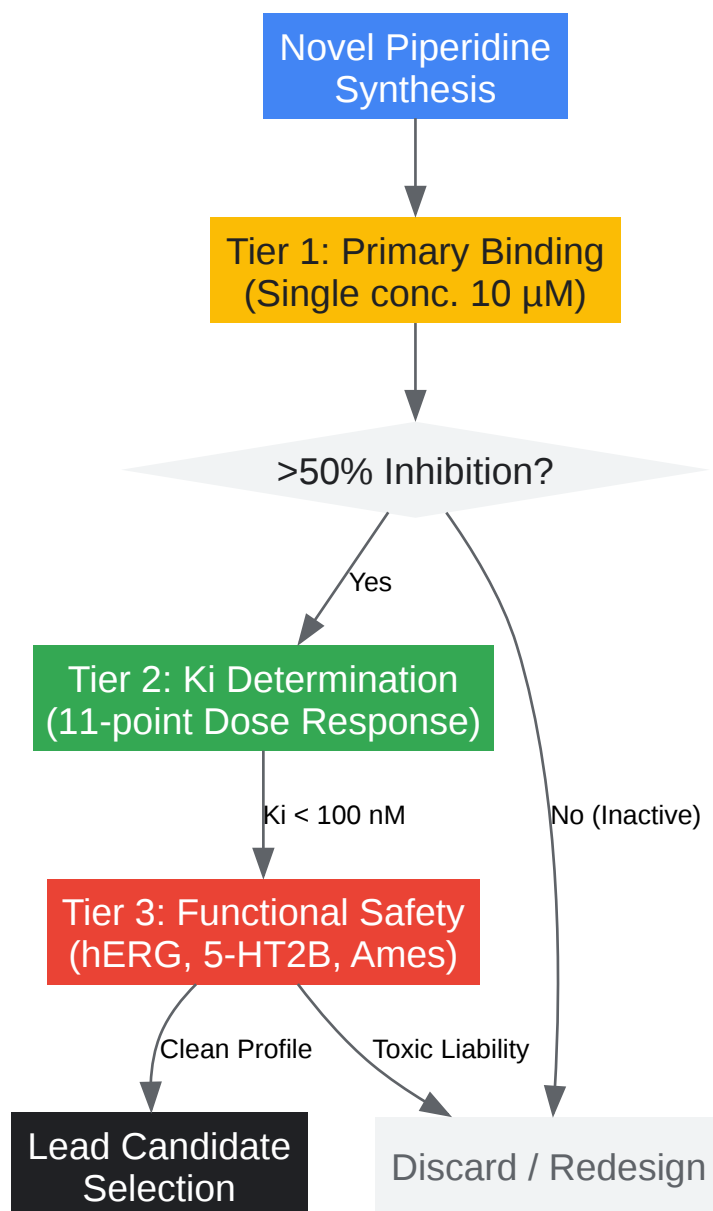 Novel Piperidine
Synthesis
Tier 1: Primary Binding
(Single conc. 10 µM)
>50% Inhibition?
Yes
Tier 2: Ki Determination
(11-point Dose Response)
Ki < 100 nM
No (Inactive)
Tier 3: Functional Safety
(hERG, 5-HT2B, Ames)
Clean Profile
Toxic Liability
Lead Candidate
Selection
Discard / Redesign